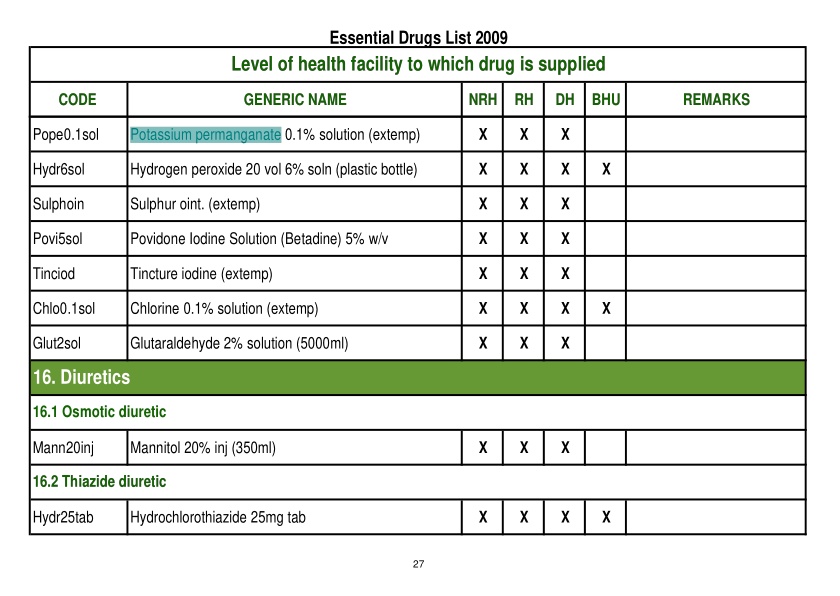 Essential Drugs List 2009
Level of health facility to which drug is supplied
CODE GENERIC NAME NRH RH DH BHU REMARKS
Pope0.1sol Potassium permanganate 0.1% solution (extemp) X X X
Hydr6sol Hydrogen peroxide 20 vol 6% soln (plastic bottle) X X X X
Sulphoin Sulphur oint. (extemp) X X X
Povi5sol Povidone Iodine Solution (Betadine) 5% w/v X X X
Tinciod Tincture iodine (extemp) X X X
Chlo0.1sol Chlorine 0.1% solution (extemp) X X X X
Glut2sol Glutaraldehyde 2% solution (5000ml) X X X
16. Diuretics
16.1 Osmotic diuretic
Mann20inj Mannitol 20% inj (350ml) X X X
16.2 Thiazide diuretic
Hydr25tab Hydrochlorothiazide 25mg tab X X X X
27